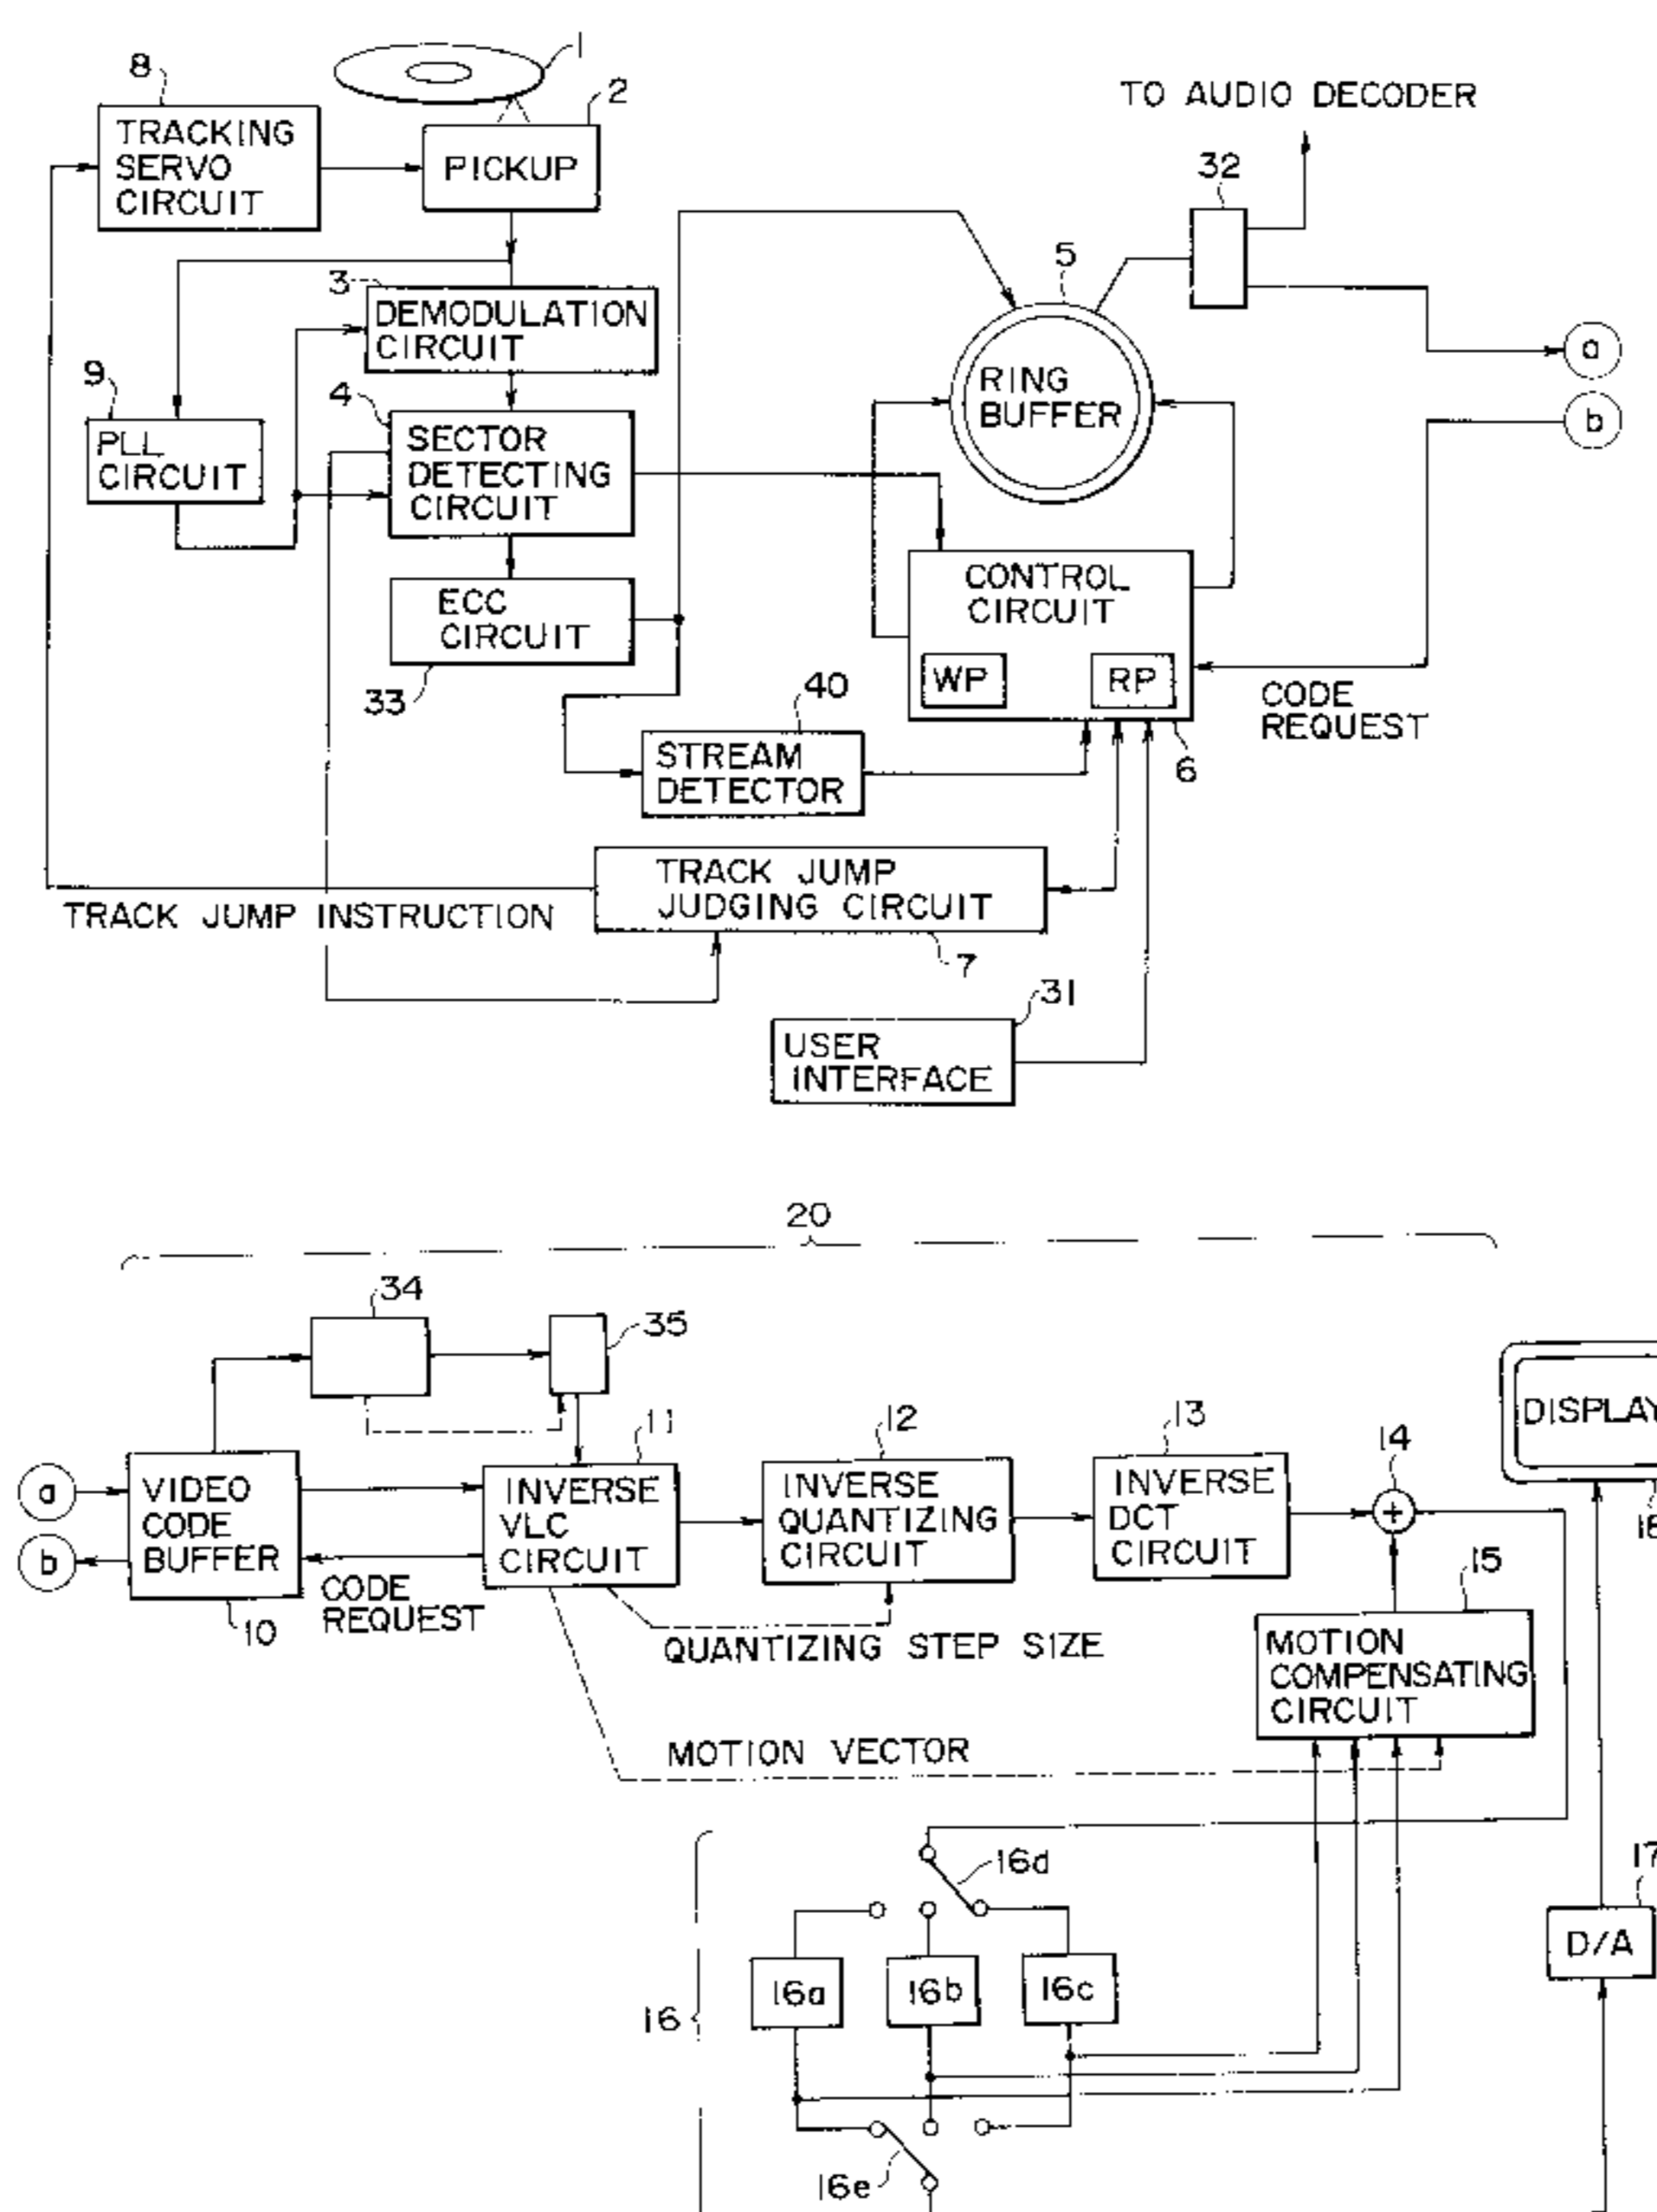 8
1
2
TO AUDIO DECODER
TRACKING
SERVO
CIRCUIT
PICKUP
32
3
5
DEMODULATION
CIRCUIT
a
9
4
RING
BUFFER
b
PLL
CIRCUIT
SECTOR
DETECTING
CIRCUIT
ECC
CIRCUIT
CONTROL
CIRCUIT
WP
RP
33
40
CODE
REQUEST
STREAM
DETECTOR
6
TRACK JUMP
JUDGING CIRCUIT
TRACK JUMP INSTRUCTION
7
31
USER
INTERFACE
20
34
35
DISPLAY
11
12
13
14
a
VIDEO
CODE
BUFFER
INVERSE
VLC
CIRCUIT
INVERSE
QUANTIZING
CIRCUIT
INVERSE
DCT
CIRCUIT
+
b
CODE
REQUEST
10
15
QUANTIZING STEP SIZE
MOTION
COMPENSATING
CIRCUIT
MOTION VECTOR
16d
17
D/A
16a
16b
16c
16
16e